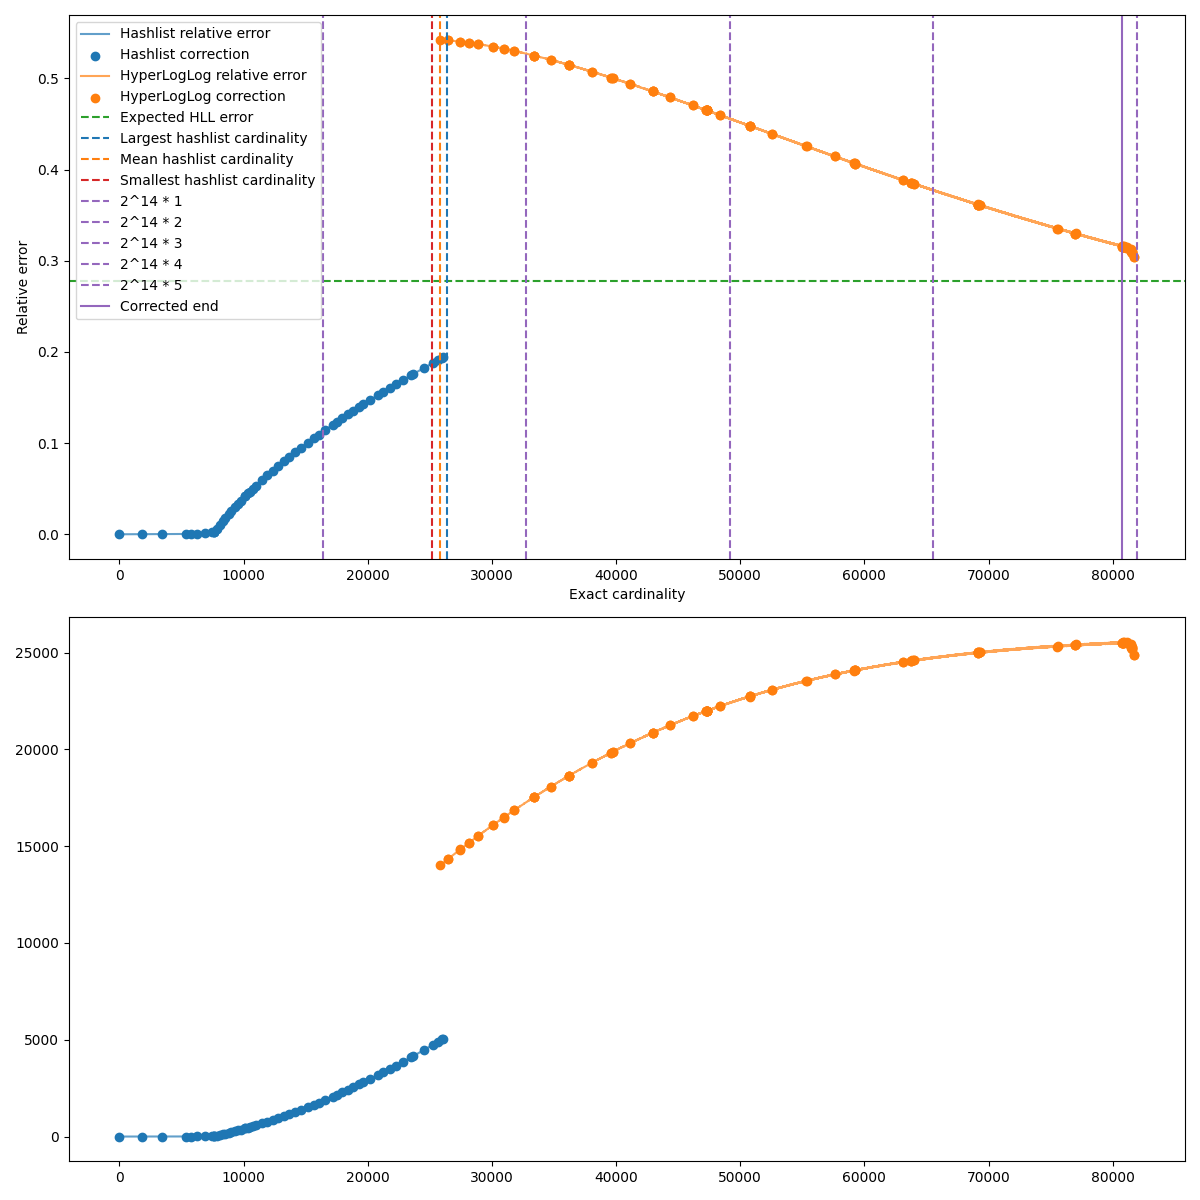 Hashlist relative error
Hashlist correction
HyperLogLog relative error
HyperLogLog correction
Expected HLL error
Largest hashlist cardinality
Mean hashlist cardinality
Smallest hashlist cardinality
2^14 * 1
2^14 * 2
2^14 * 3
2^14 * 4
2^14 * 5
Corrected end
Relative error
0.5
0.4
0.3
0.2
0.1
0.0
0 10000 20000 30000 40000 50000 60000 70000 80000
Exact cardinality
25000
20000
15000
10000
5000
0
0 10000 20000 30000 40000 50000 60000 70000 80000